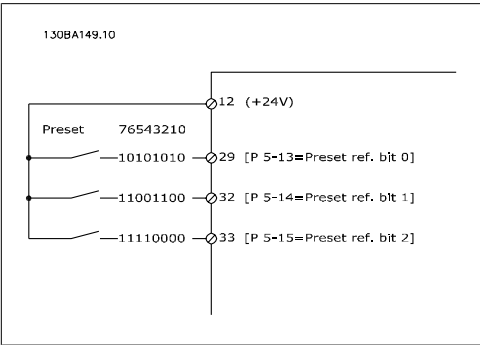 130BA149.10
12 (+24V)
Preset 76543210
10101010 29 [P 5-13=Preset ref. bit 0]
11001100 32 [P 5-14=Preset ref. bit 1]
11110000 33 [P 5-15=Preset ref. bit 2]